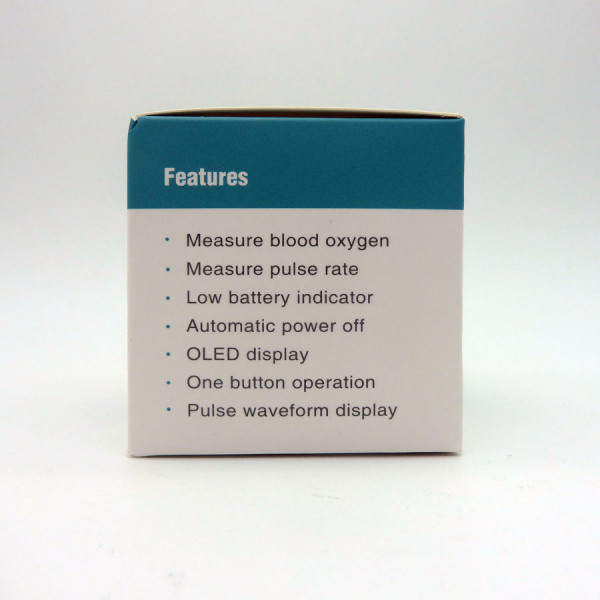 Features
• Measure blood oxygen
• Measure pulse rate
• Low battery indicator
• Automatic power off
• OLED display
• One button operation
• Pulse waveform display